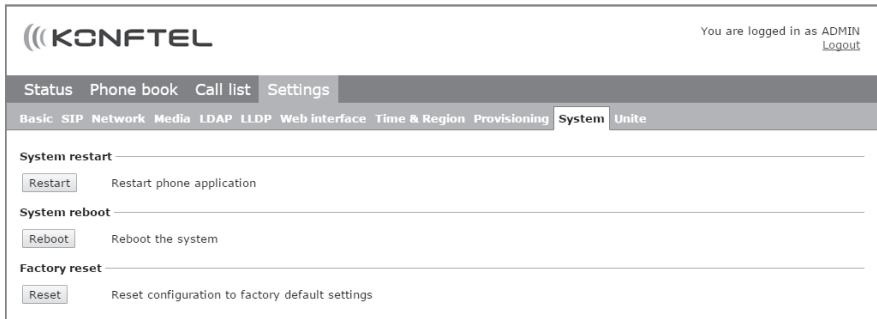 KONFTEL
You are logged in as ADMIN
Logout
Status Phone book Call list Settings
Basic SIP Network Media LDAP LLDP Web interface Time & Region Provisioning System Unite
System restart
Restart Restart phone application
System reboot
Reboot Reboot the system
Factory reset
Reset Reset configuration to factory default settings